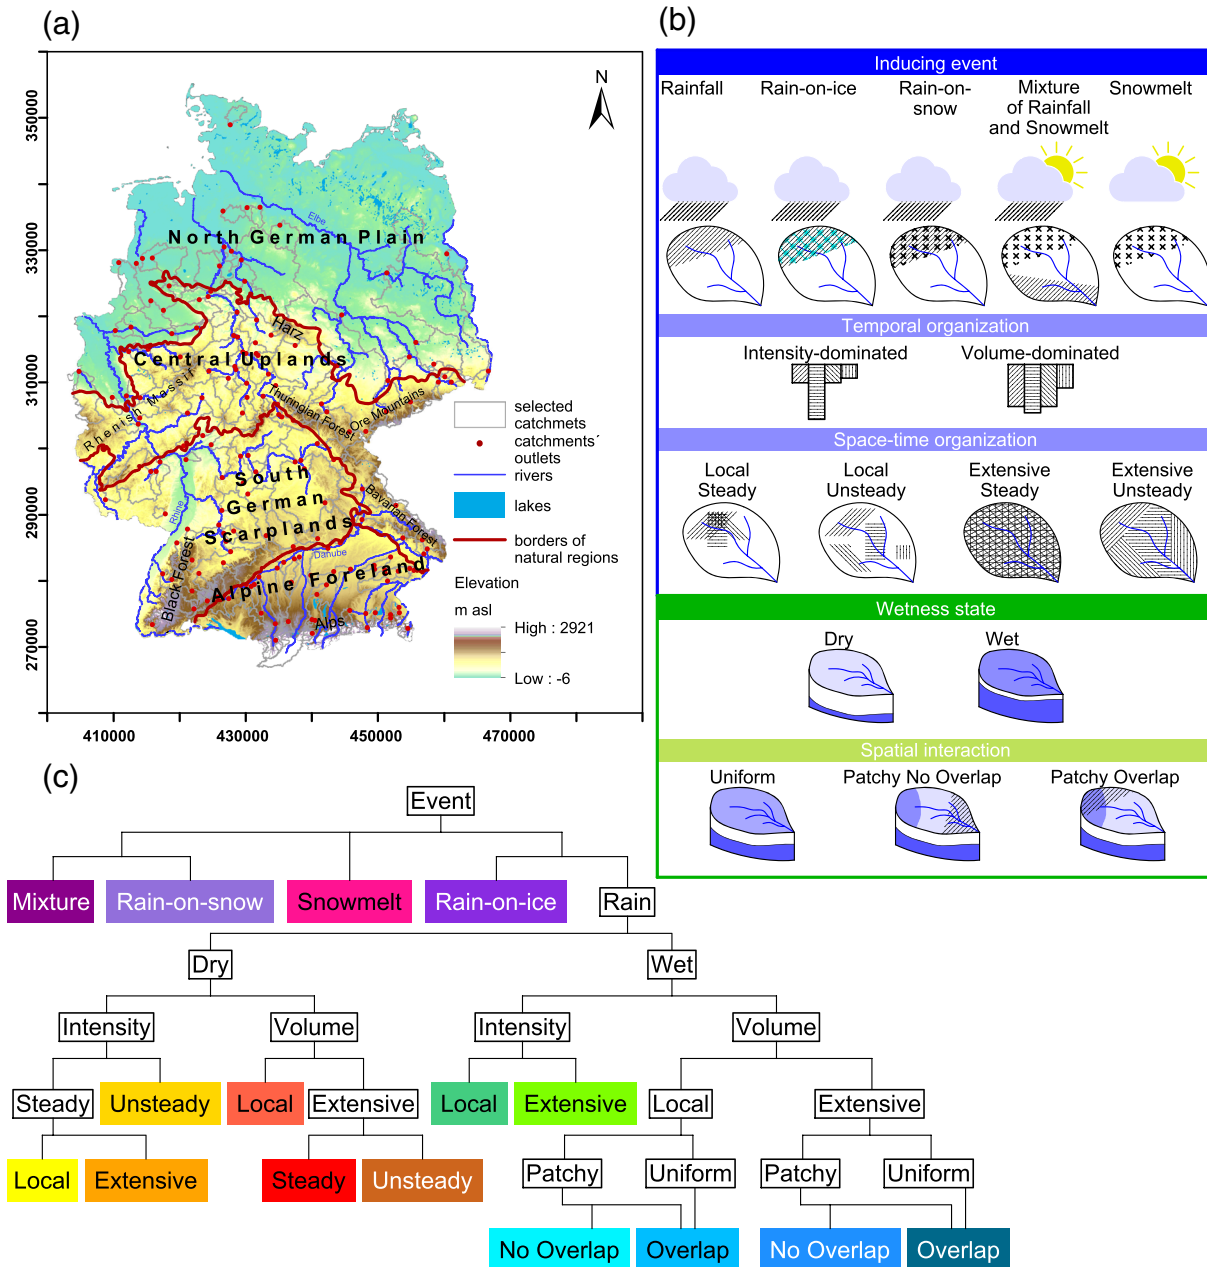 (a)
N
350000
330000
310000
290000
270000
410000
430000
450000
470000
Elbe
North German Plain
Harz
Central Uplands
Rhenish Massif
Thuringian Forest
Ore Mountains
South
German
Scarplands
Rhine
Bavarian Forest
Danube
Black Forest
Alpine Foreland
Alps
selected
catchmets
catchments´
outlets
rivers
lakes
borders of
natural regions
Elevation
m asl
High : 2921
Low : -6
(b)
Inducing event
Rainfall
Rain-on-ice
Rain-on-
snow
Mixture
of Rainfall
and Snowmelt
Snowmelt
Temporal organization
Intensity-dominated
Volume-dominated
Space-time organization
Local
Steady
Local
Unsteady
Extensive
Steady
Extensive
Unsteady
Wetness state
Dry
Wet
Spatial interaction
Uniform
Patchy No Overlap
Patchy Overlap
(c)
Event
Mixture
Rain-on-snow
Snowmelt
Rain-on-ice
Rain
Dry
Wet
Intensity
Volume
Intensity
Volume
Steady
Unsteady
Local
Extensive
Local
Extensive
Local
Extensive
Local
Extensive
Steady
Unsteady
Patchy
Uniform
Patchy
Uniform
No Overlap
Overlap
No Overlap
Overlap